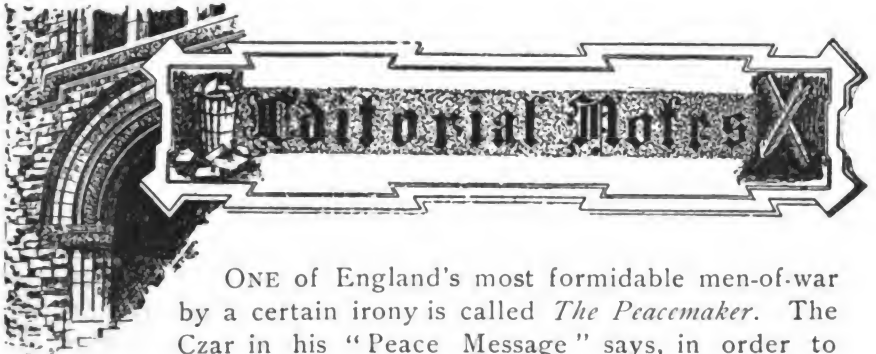 Editorial Notes
ONE of England's most formidable men-of-war
by a certain irony is called The Peacemaker. The
Czar in his "Peace Message" says, in order to